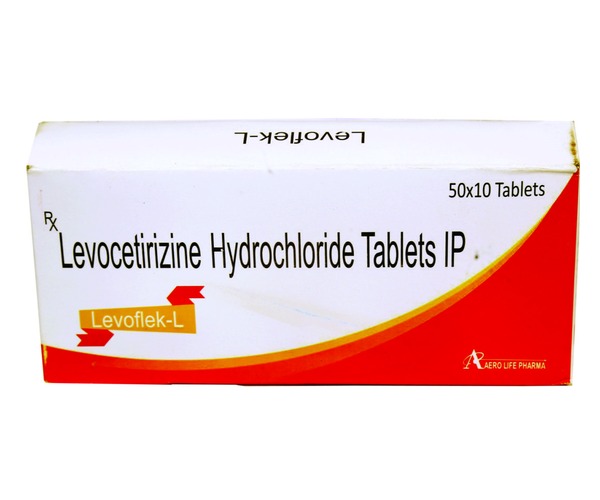 Levoflek-L
50x10 Tablets
Rx
Levocetirizine Hydrochloride Tablets IP
Levoflek-L
AERO LIFE PHARMA